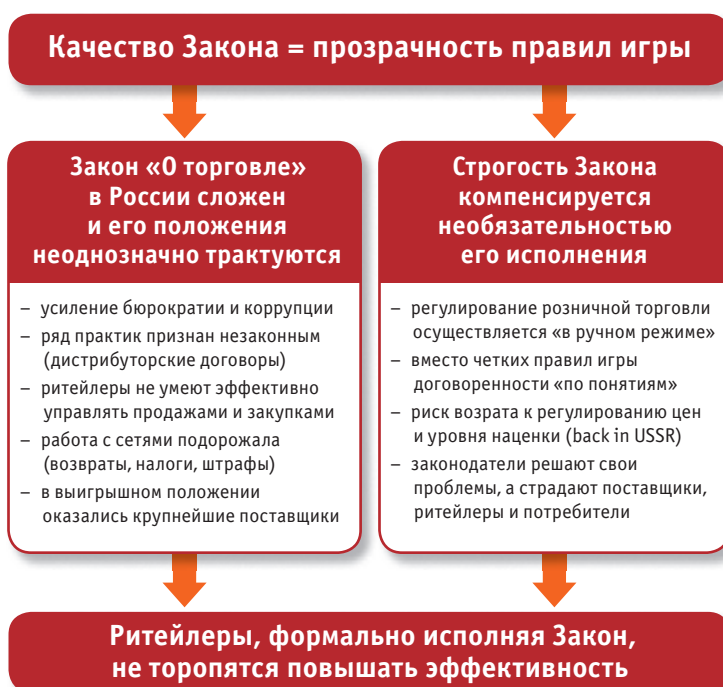 Качество Закона = прозрачность правил игры
Закон «О торговле»
в России сложен
и его положения
неоднозначно трактуются
– усиление бюрократии и коррупции
– ряд практик признан незаконным
(дистрибуторские договоры)
– ритейлеры не умеют эффективно
управлять продажами и закупками
– работа с сетями подорожала
(возвраты, налоги, штрафы)
– в выигрышном положении
оказались крупнейшие поставщики
Строгость Закона
компенсируется
необязательностью
его исполнения
– регулирование розничной торговли
осуществляется «в ручном режиме»
– вместо четких правил игры
договоренности «по понятиям»
– риск возрата к регулированию цен
и уровня наценки (back in USSR)
– законодатели решают свои
проблемы, а страдают поставщики,
ритейлеры и потребители
Ритейлеры, формально исполняя Закон,
не торопятся повышать эффективность